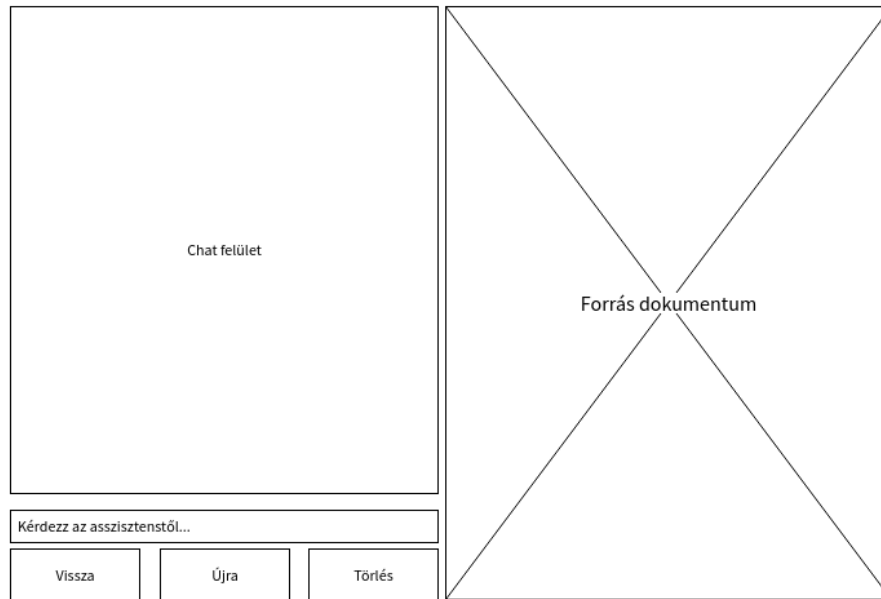 Chat felület
Forrás dokumentum
Kérdezz az asszisztenstől...
Vissza
Újra
Törlés